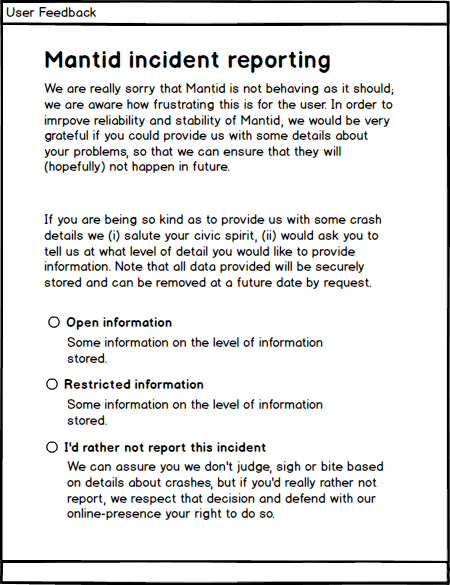 User Feedback
Mantid incident reporting
We are really sorry that Mantid is not behaving as it should;
we are aware how frustrating this is for the user. In order to
imrpove reliability and stability of Mantid, we would be very
grateful if you could provide us with some details about
your problems, so that we can ensure that they will
(hopefully) not happen in future.
If you are being so kind as to provide us with some crash
details we (i) salute your civic spirit, (ii) would ask you to
tell us at what level of detail you would like to provide
information. Note that all data provided will be securely
stored and can be removed at a future date by request.
Open information
Some information on the level of information
stored.
Restricted information
Some information on the level of information
stored.
I'd rather not report this incident
We can assure you we don't judge, sigh or bite based
on details about crashes, but if you'd really rather not
report, we respect that decision and defend with our
online-presence your right to do so.